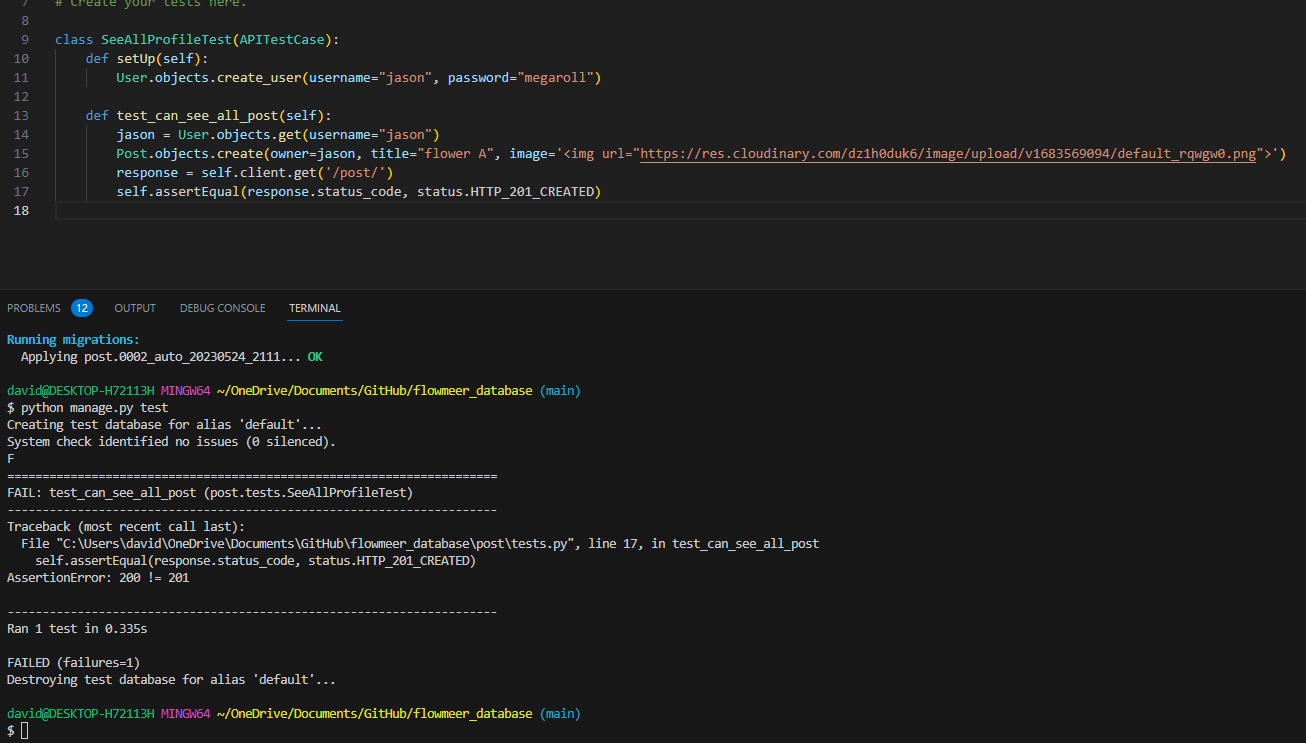 7 # Create your tests here.
8
9 class SeeAllProfileTest(APITestCase):
10 def setUp(self):
11 User.objects.create_user(username="jason", password="megaroll")
12
13 def test_can_see_all_post(self):
14 jason = User.objects.get(username="jason")
15 Post.objects.create(owner=jason, title="flower A", image='<img url="https://res.cloudinary.com/dz1h0duk6/image/upload/v1683569094/default_rqwgw0.png">')
16 response = self.client.get('/post/')
17 self.assertEqual(response.status_code, status.HTTP_201_CREATED)
18
PROBLEMS 12 OUTPUT DEBUG CONSOLE TERMINAL
Running migrations:
Applying post.0002_auto_20230524_2111... OK
david@DESKTOP-H72113H MINGW64 ~/OneDrive/Documents/GitHub/flowmeer_database (main)
$ python manage.py test
Creating test database for alias 'default'...
System check identified no issues (0 silenced).
F
======================================================================
FAIL: test_can_see_all_post (post.tests.SeeAllProfileTest)
----------------------------------------------------------------------
Traceback (most recent call last):
File "C:\Users\david\OneDrive\Documents\GitHub\flowmeer_database\post\tests.py", line 17, in test_can_see_all_post
self.assertEqual(response.status_code, status.HTTP_201_CREATED)
AssertionError: 200 != 201
----------------------------------------------------------------------
Ran 1 test in 0.335s
FAILED (failures=1)
Destroying test database for alias 'default'...
david@DESKTOP-H72113H MINGW64 ~/OneDrive/Documents/GitHub/flowmeer_database (main)
$